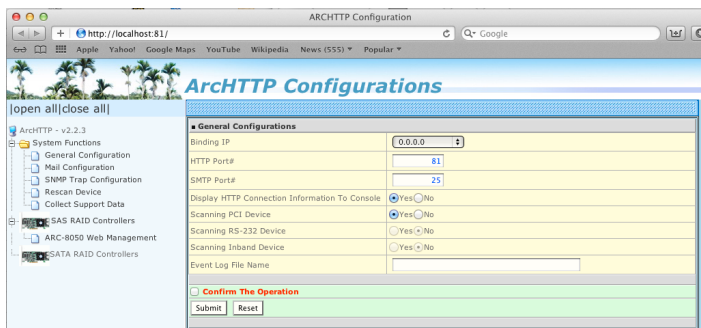 ARCHTTP Configuration
http://localhost:81/
Google
Apple Yahoo! Google Maps YouTube Wikipedia News (555) Popular
ArcHTTP Configurations
|open all|close all|
ArcHTTP - v2.2.3
System Functions
General Configuration
Mail Configuration
SNMP Trap Configuration
Rescan Device
Collect Support Data
SAS RAID Controllers
ARC-8050 Web Management
SATA RAID Controllers
General Configurations
Binding IP 0.0.0.0
HTTP Port# 81
SMTP Port# 25
Display HTTP Connection Information To Console Yes No
Scanning PCI Device Yes No
Scanning RS-232 Device Yes No
Scanning Inband Device Yes No
Event Log File Name
Confirm The Operation
Submit Reset